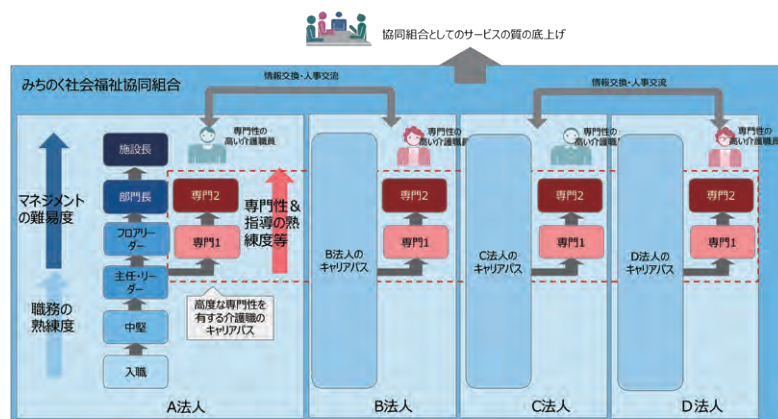 協同組合としてのサービスの質の底上げ
みちのく社会福祉協同組合
情報交換・人事交流
情報交換・人事交流
専門性の
高い介護職員
専門性の
高い介護職員
専門性の
高い介護職員
専門性の
高い介護職員
マネジメント
の難易度
職務の
熟練度
施設長
部門長
フロアリー
ダー
主任・リー
ダー
中堅
入職
専門2
専門1
専門性&
指導の熟
練度等
高度な専門性を
有する介護職の
キャリアパス
A法人
B法人の
キャリアパス
専門2
専門1
B法人
C法人の
キャリアパス
専門2
専門1
C法人
D法人の
キャリアパス
専門2
専門1
D法人